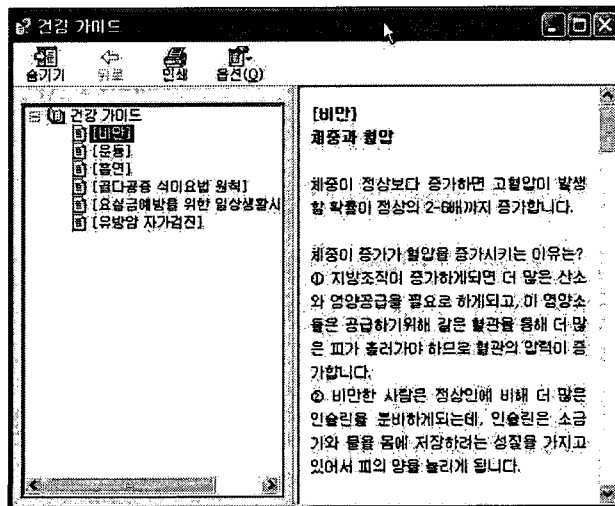 건강 가이드
숨기기 뒤로 인쇄 옵션(O)
건강 가이드
[비만]
[운동]
[흡연]
[골다공증 식이요법 원칙]
[요실금예방를 위한 일상생활시
[유방암 자가검진]
[비만]
체중과 혈압
체중이 정상보다 증가하면 고혈압이 발생
할 확률이 정상의 2-6배까지 증가합니다.
체중이 증가가 혈압을 증가시키는 이유는?
① 지방조직이 증가하게되면 더 많은 산소
와 영양공급을 필요로 하게되고, 이 영양소
들은 공급하기위해 같은 혈관을 통해 더 많
은 피가 흘러가야 하므로 혈관의 압력이 증
가합니다.
② 비만한 사람은 정상인에 비해 더 많은
인슐린을 분비하게되는데, 인슐린은 소금
기와 물을 몸에 저장하려는 성질을 가지고
있어서 피의 양을 늘리게 됩니다.